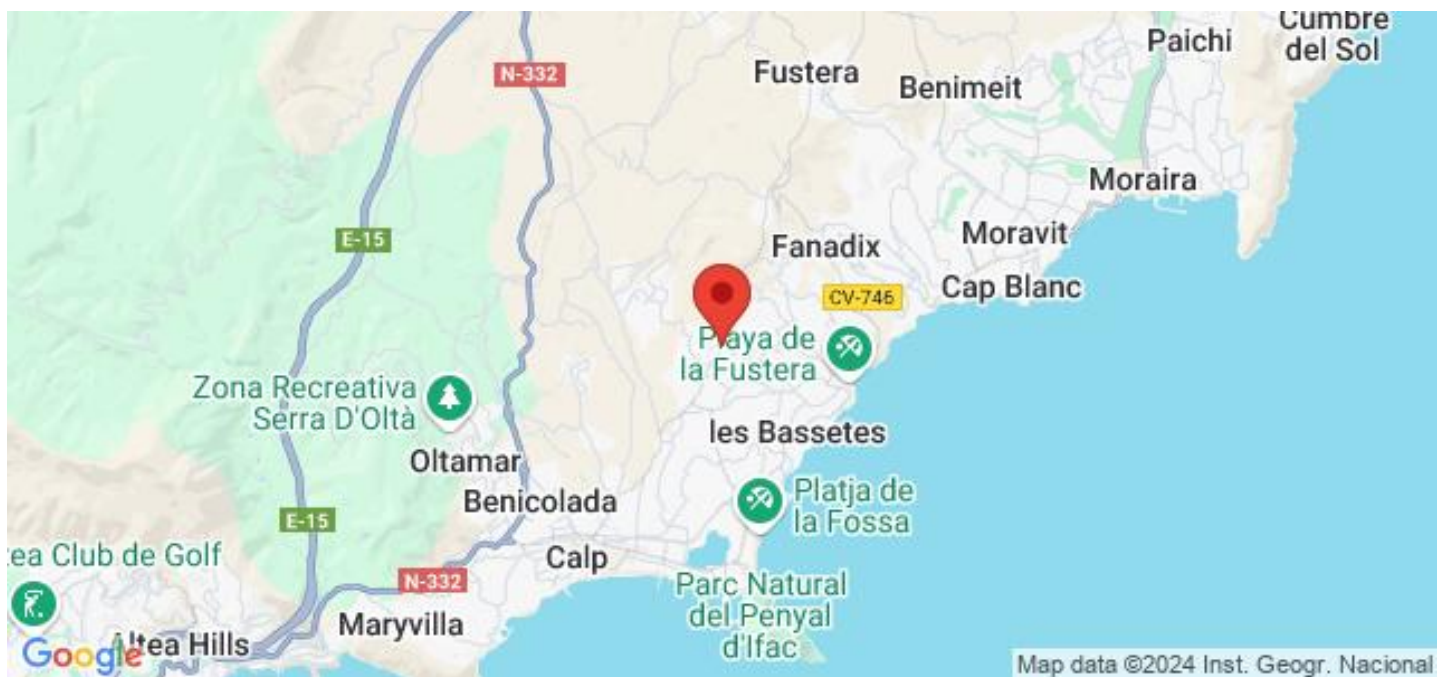 Cumbre
del Sol
Paichi
N-332
Fustera
Benimeit
Moraira
E-15
Fanadix
Moravit
CV-746
Cap Blanc
Playa de
la Fustera
Zona Recreativa
Serra D'Oltà
les Bassetes
Oltamar
Benicolada
Platja de
la Fossa
E-15
tea Club de Golf
Calp
N-332
Parc Natural
del Penyal
d'Ifac
Maryvilla
Altea Hills
Google
Map data ©2024 Inst. Geogr. Nacional